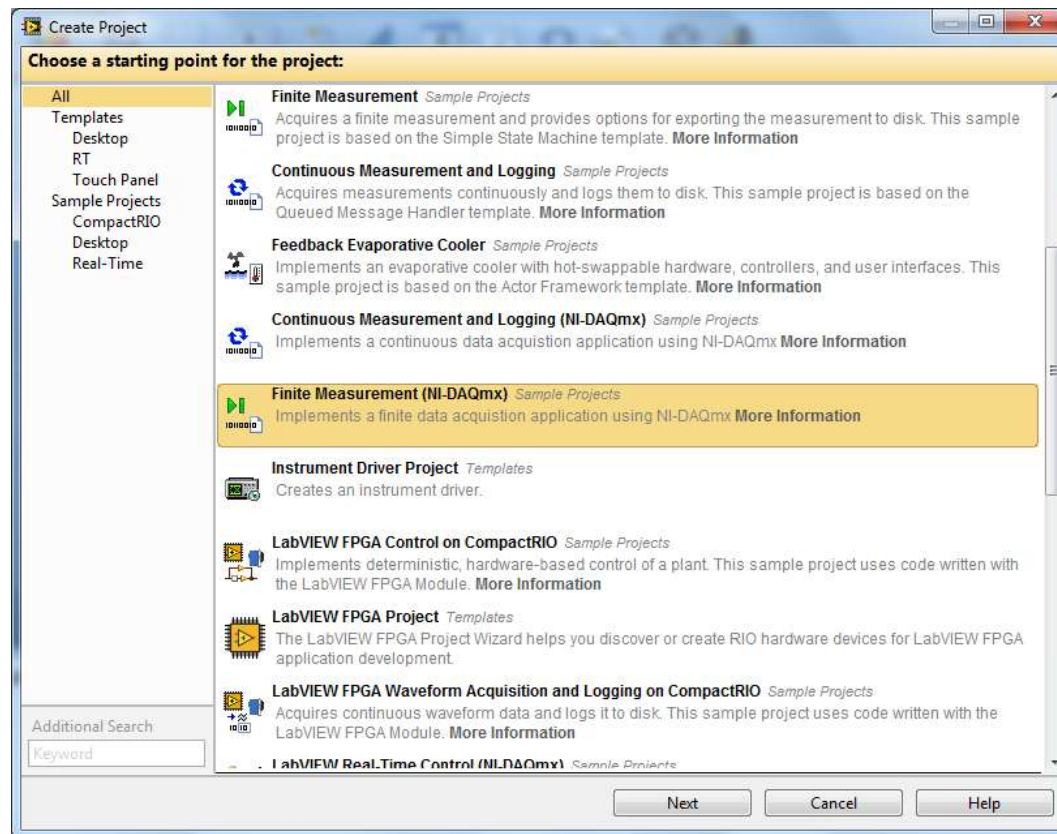 Create Project
Choose a starting point for the project:
All
Templates
Desktop
RT
Touch Panel
Sample Projects
CompactRIO
Desktop
Real-Time
Additional Search
Keyword
Finite Measurement Sample Projects
Acquires a finite measurement and provides options for exporting the measurement to disk. This sample
project is based on the Simple State Machine template. More Information
Continuous Measurement and Logging Sample Projects
Acquires measurements continuously and logs them to disk. This sample project is based on the
Queued Message Handler template. More Information
Feedback Evaporative Cooler Sample Projects
Implements an evaporative cooler with hot-swappable hardware, controllers, and user interfaces. This
sample project is based on the Actor Framework template. More Information
Continuous Measurement and Logging (NI-DAQmx) Sample Projects
Implements a continuous data acquistion application using NI-DAQmx More Information
Finite Measurement (NI-DAQmx) Sample Projects
Implements a finite data acquistion application using NI-DAQmx More Information
Instrument Driver Project Templates
Creates an instrument driver.
LabVIEW FPGA Control on CompactRIO Sample Projects
Implements deterministic, hardware-based control of a plant. This sample project uses code written with
the LabVIEW FPGA Module. More Information
LabVIEW FPGA Project Templates
The LabVIEW FPGA Project Wizard helps you discover or create RIO hardware devices for LabVIEW FPGA
application development.
LabVIEW FPGA Waveform Acquisition and Logging on CompactRIO Sample Projects
Acquires continuous waveform data and logs it to disk. This sample project uses code written with the
LabVIEW FPGA Module. More Information
LabVIEW Real-Time Control (NI-DAQmx) Sample Projects
Next
Cancel
Help